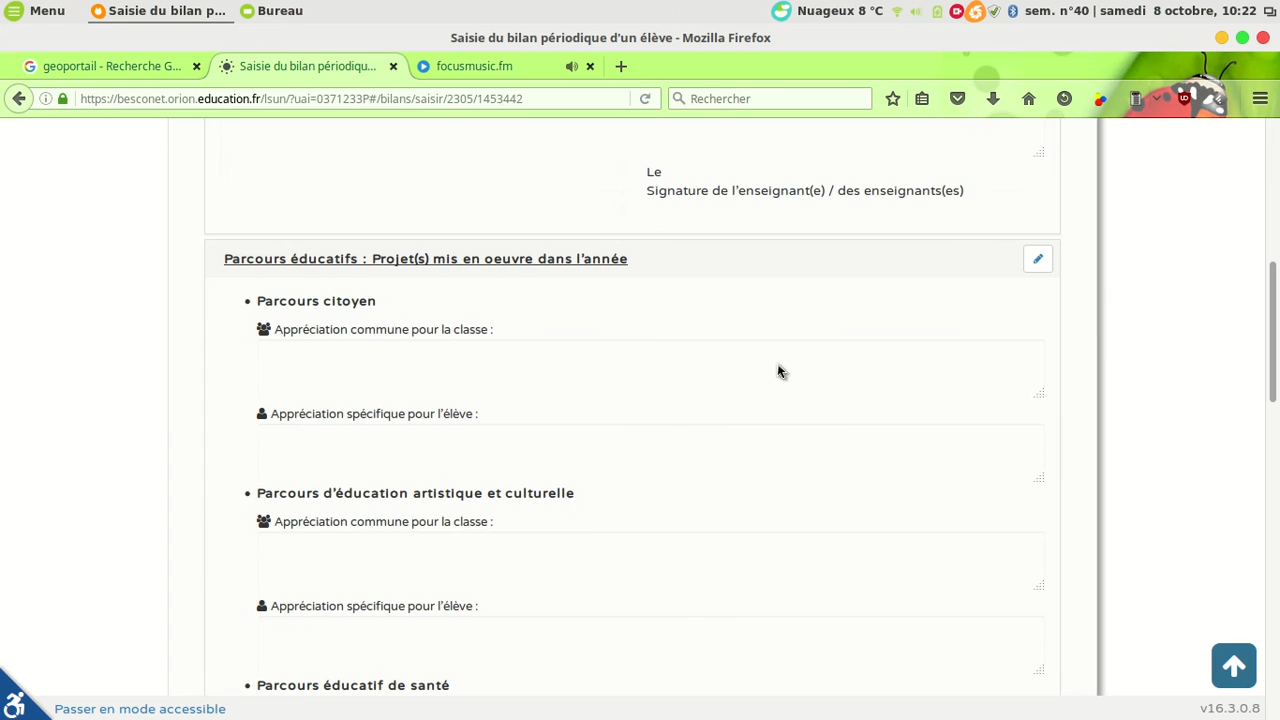 Menu
Saisie du bilan p...
Bureau
Nuageux 8 °C
sem. n°40 | samedi 8 octobre, 10:22
Saisie du bilan périodique d'un élève - Mozilla Firefox
geoportail - Recherche G...
Saisie du bilan périodiqu...
focusmusic.fm
https://besconet.orion.education.fr/lsun/?uai=0371233P#/bilans/saisir/2305/1453442
Rechercher
Le
Signature de l'enseignant(e) / des enseignants(es)
Parcours éducatifs : Projet(s) mis en oeuvre dans l'année
• Parcours citoyen
Appréciation commune pour la classe :
Appréciation spécifique pour l'élève :
• Parcours d'éducation artistique et culturelle
Appréciation commune pour la classe :
Appréciation spécifique pour l'élève :
• Parcours éducatif de santé
Passer en mode accessible
v16.3.0.8